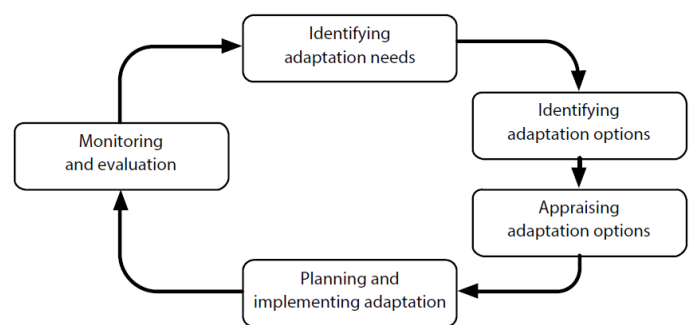 Identifying
adaptation needs
Identifying
adaptation options
Appraising
adaptation options
Planning and
implementing adaptation
Monitoring
and evaluation